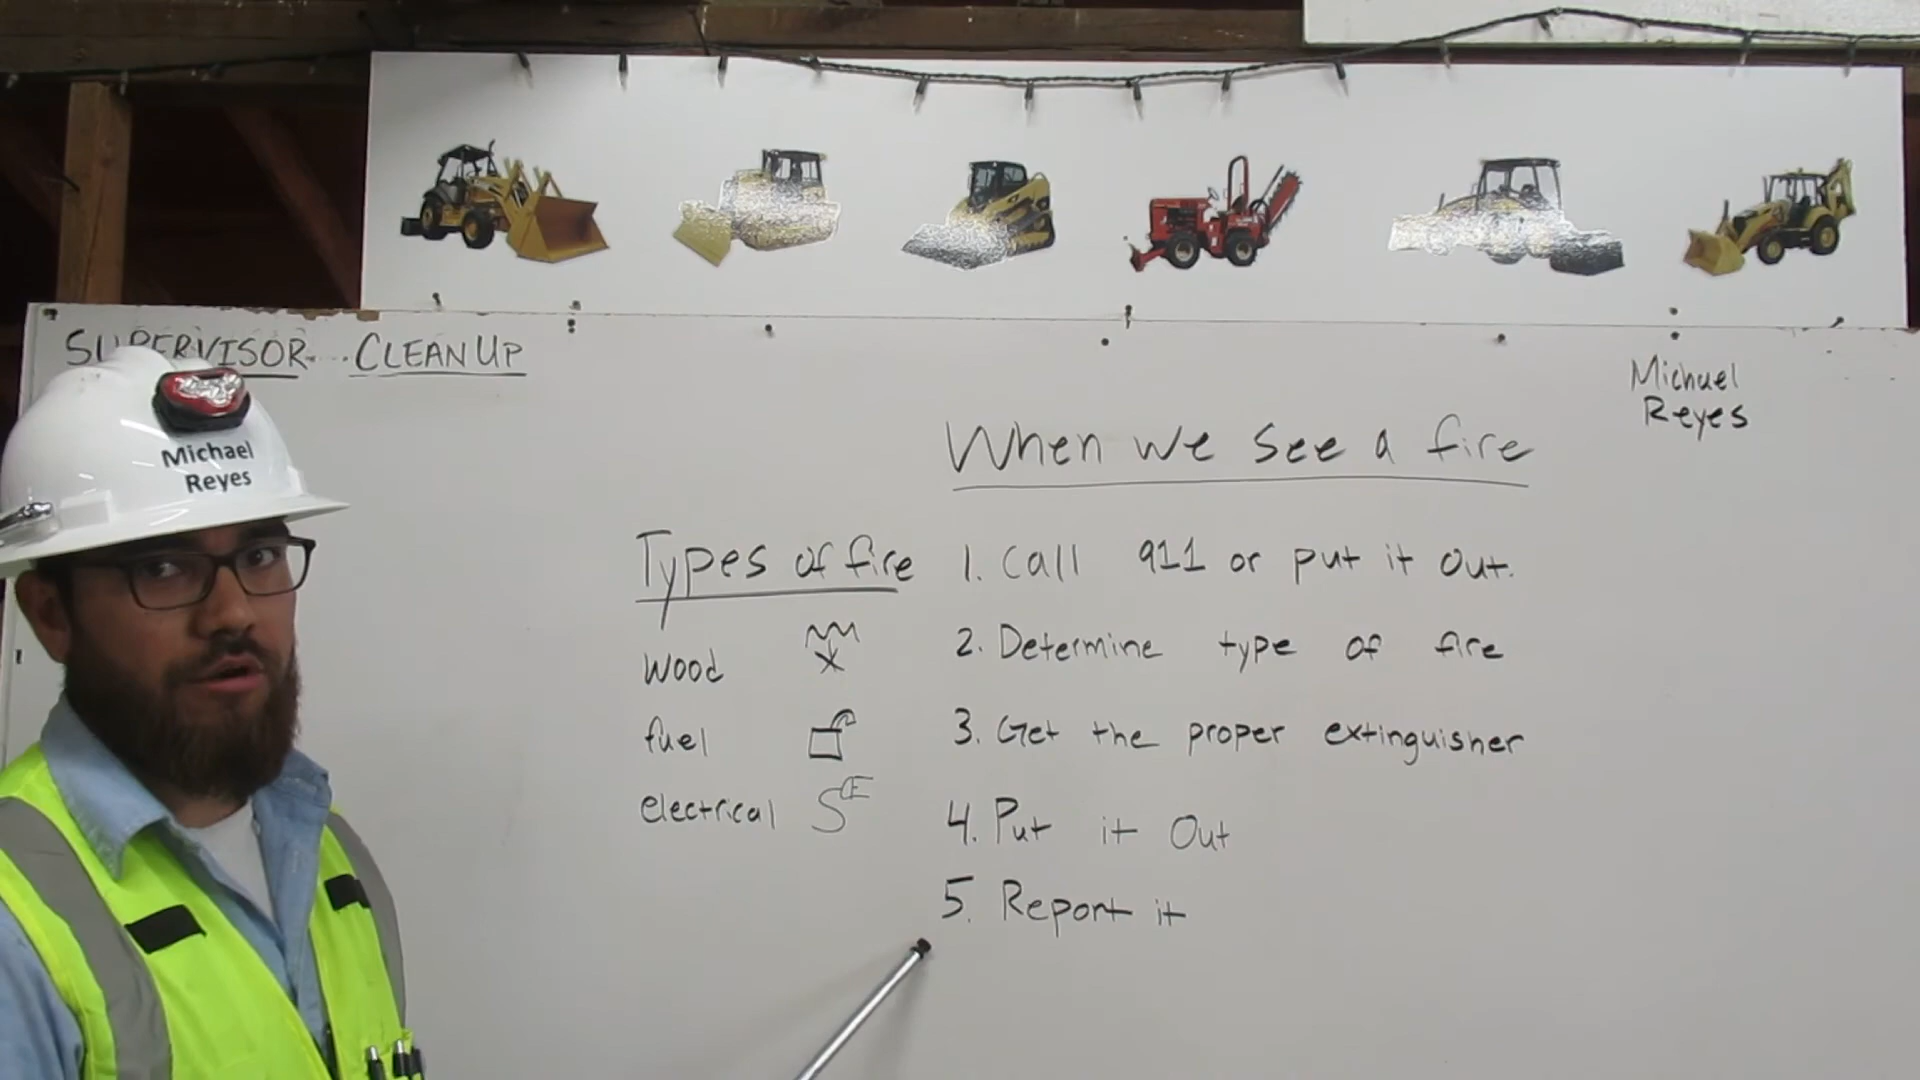 SUPERVISOR CLEAN UP
Michael
Reyes
Michael
Reyes
When we see a fire
Types of fire
wood
fuel
electrical
1. Call 911 or put it out.
2. Determine type of fire
3. Get the proper extinguisher
4. Put it Out
5. Report it